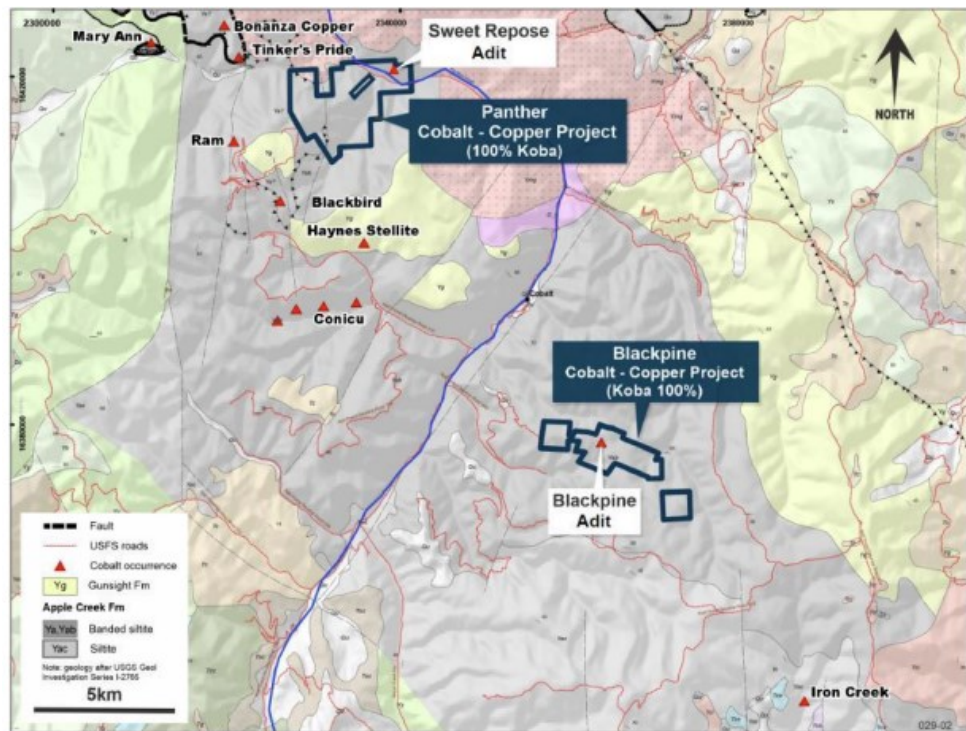 2300000
2340000
2380000
16420000
16380000
Mary Ann
Bonanza Copper
Tinker's Pride
Sweet Repose
Adit
Panther
Cobalt - Copper Project
(100% Koba)
NORTH
Ram
Blackbird
Haynes Stellite
Conicu
Cobalt
Blackpine
Cobalt - Copper Project
(Koba 100%)
Blackpine
Adit
Fault
USFS roads
Cobalt occurrence
Yg Gunsight Fm
Apple Creek Fm
Ya,Yab Banded siltite
Yac Siltite
Note: geology after USGS Geol
Investigation Series I-2765
5km
Iron Creek
029-02